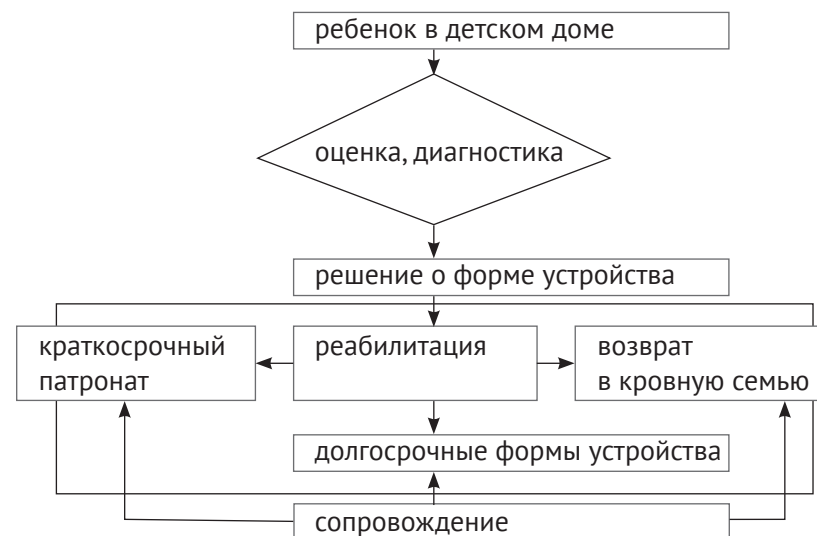 ребенок в детском доме
оценка, диагностика
решение о форме устройства
краткосрочный
патронат
реабилитация
возврат
в кровную семью
долгосрочные формы устройства
сопровождение